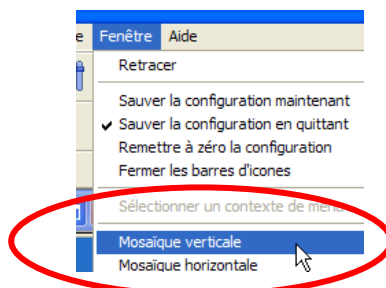 e Fenêtre Aide
Retracer
Sauver la configuration maintenant
Sauver la configuration en quittant
Remettre à zéro la configuration
Fermer les barres d'icones
Sélectionner un contexte de menu
Mosaïque verticale
Mosaïque horizontale